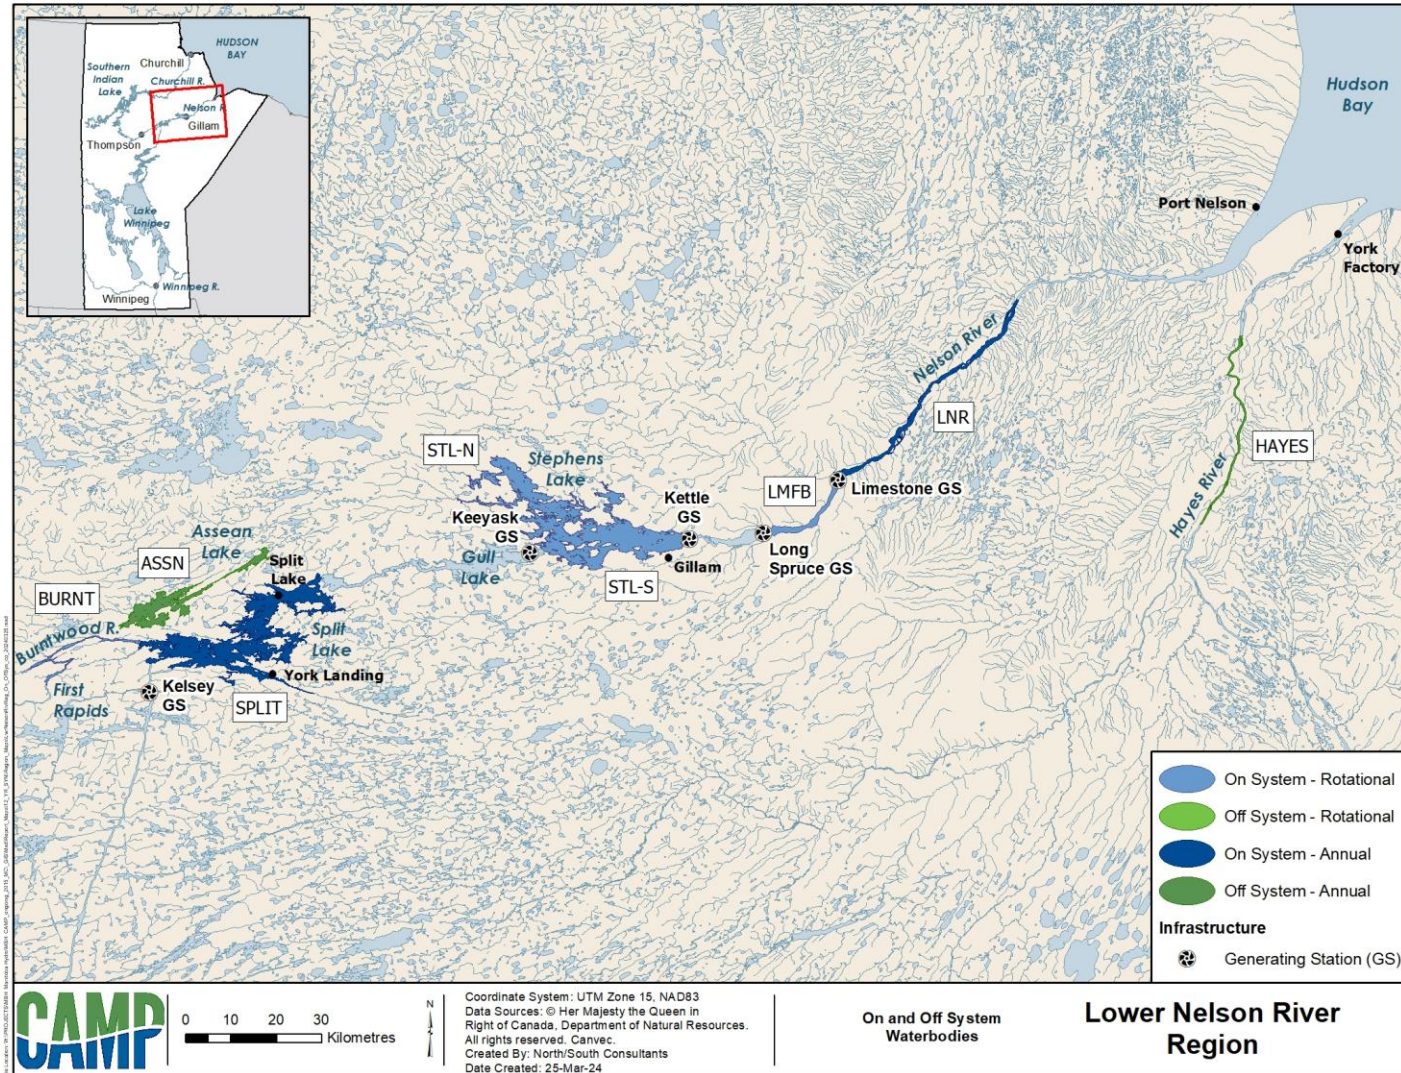 HUDSON
BAY
Churchill
Southern
Indian
Lake
Churchill R.
Nelson R
Gillam
Thompson
Lake
Winnipeg
Winnipeg R.
Winnipeg
Hudson
Bay
Port Nelson
York
Factory
Nelson River
LNR
HAYES
Hayes River
STL-N
Stephens
Lake
LMFB
Limestone GS
Kettle
GS
Keeyask
GS
Long
Spruce GS
Gull
Lake
STL-S
Gillam
Assean
Lake
ASSN
Split
Lake
BURNT
Burntwood R.
Split
Lake
York Landing
First
Rapids
Kelsey
GS
SPLIT
On System - Rotational
Off System - Rotational
On System - Annual
Off System - Annual
Infrastructure
Generating Station (GS)
CAMP
0 10 20 30
Kilometres
N
Coordinate System: UTM Zone 15, NAD83
Data Sources: © Her Majesty the Queen in
Right of Canada, Department of Natural Resources.
All rights reserved. Canvec.
Created By: North/South Consultants
Date Created: 25-Mar-24
On and Off System
Waterbodies
Lower Nelson River
Region